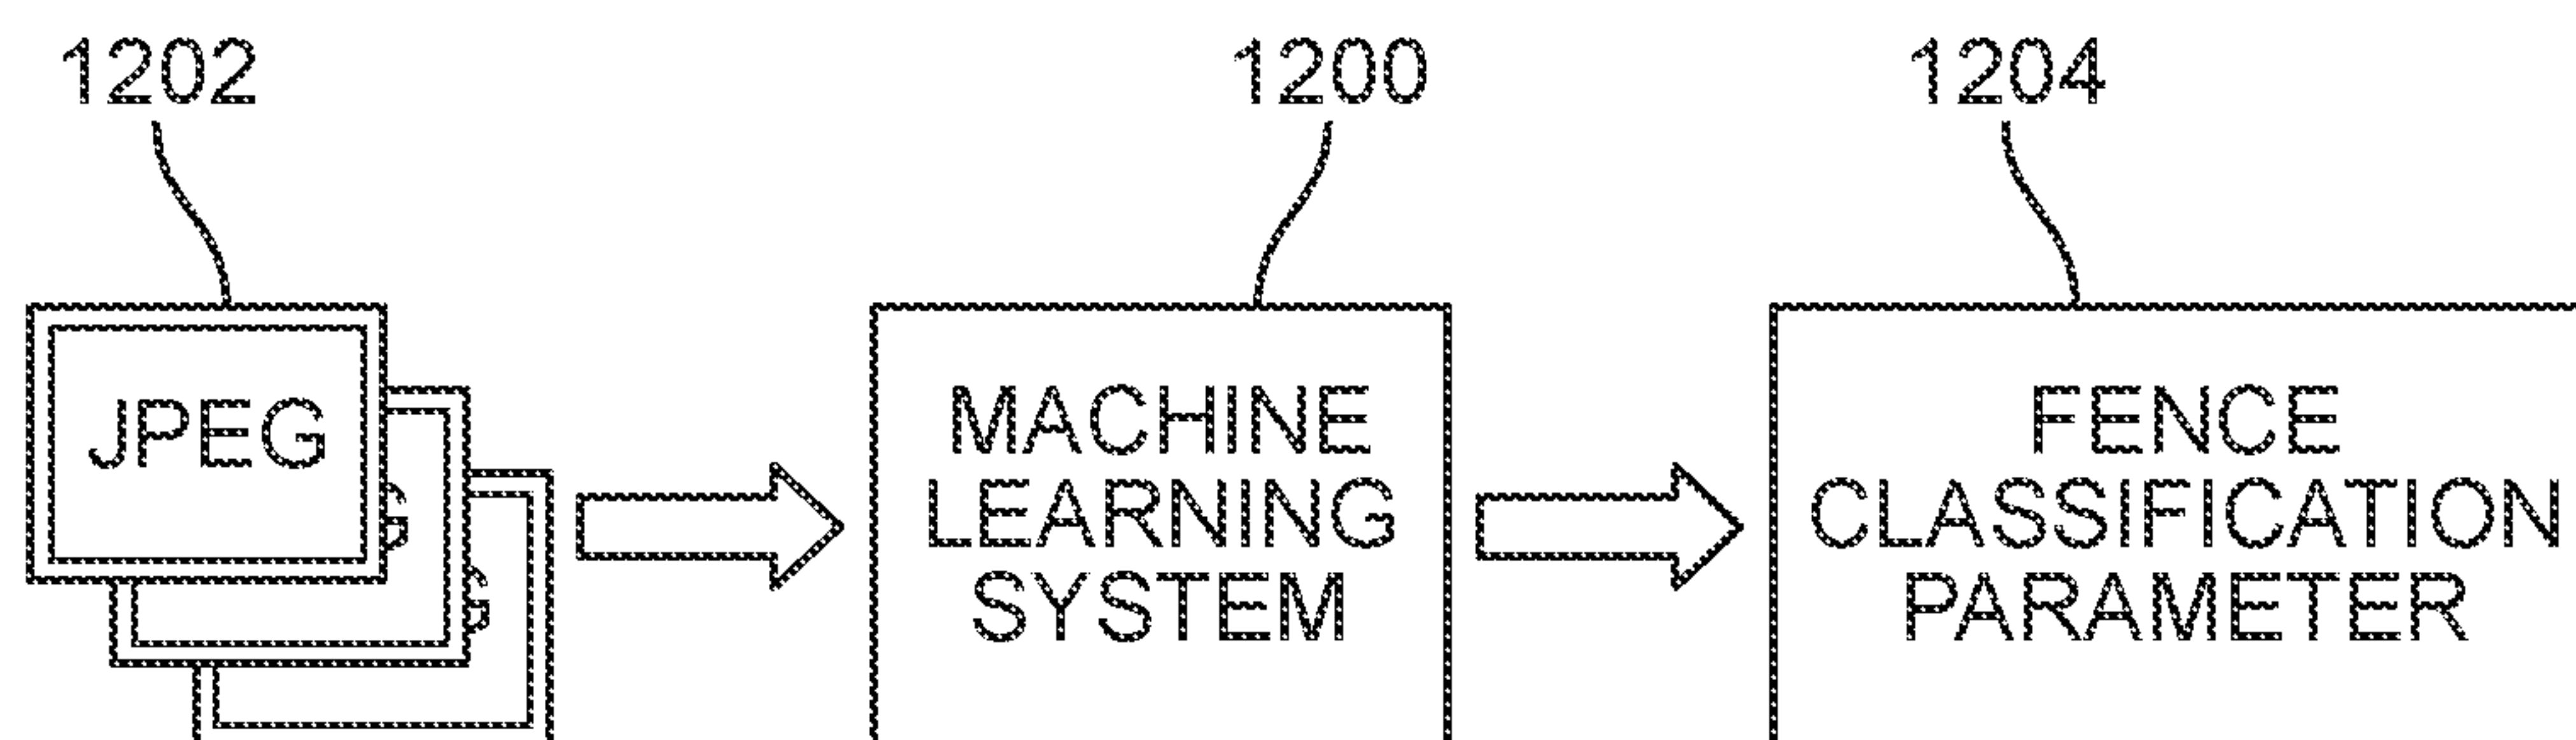 1202
1200
1204
JPEG
G
G
MACHINE
LEARNING
SYSTEM
FENCE
CLASSIFICATION
PARAMETER